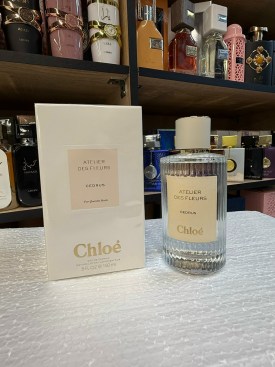 ATELIER
DES FLEURS
CEDRUS
Chloé
ATELIER
DES FLEURS
CEDRUS
Chloé